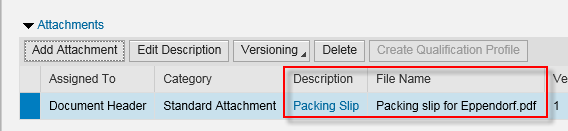 Attachments
Add Attachment Edit Description Versioning Delete Create Qualification Profile
Assigned To Category Description File Name Ve
Document Header Standard Attachment Packing Slip Packing slip for Eppendorf.pdf 1